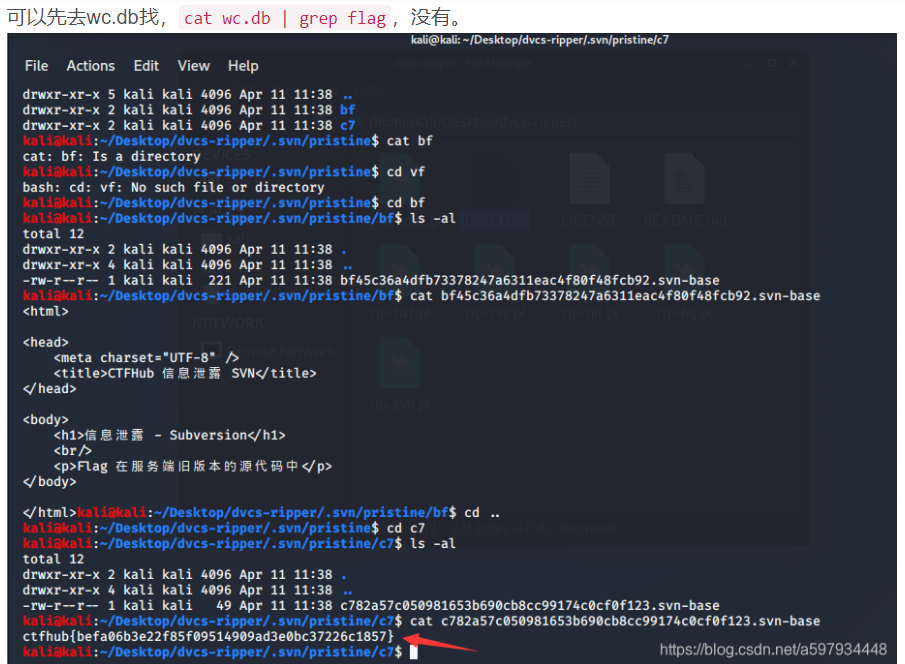 可以先去wc.db找，cat wc.db | grep flag，没有。
kali@kali: ~/Desktop/dvcs-ripper/.svn/pristine/c7
File Actions Edit View Help
drwxr-xr-x 5 kali kali 4096 Apr 11 11:38 ..
drwxr-xr-x 2 kali kali 4096 Apr 11 11:38 bf
drwxr-xr-x 2 kali kali 4096 Apr 11 11:38 c7
kali@kali:~/Desktop/dvcs-ripper/.svn/pristine$ cat bf
cat: bf: Is a directory
kali@kali:~/Desktop/dvcs-ripper/.svn/pristine$ cd vf
bash: cd: vf: No such file or directory
kali@kali:~/Desktop/dvcs-ripper/.svn/pristine$ cd bf
kali@kali:~/Desktop/dvcs-ripper/.svn/pristine/bf$ ls -al
total 12
drwxr-xr-x 2 kali kali 4096 Apr 11 11:38 .
drwxr-xr-x 4 kali kali 4096 Apr 11 11:38 ..
-rw-r--r-- 1 kali kali  221 Apr 11 11:38 bf45c36a4dfb73378247a6311eac4f80f48fcb92.svn-base
kali@kali:~/Desktop/dvcs-ripper/.svn/pristine/bf$ cat bf45c36a4dfb73378247a6311eac4f80f48fcb92.svn-base
<html>
<head>
<meta charset="UTF-8" />
<title>CTFHub 信息泄露 SVN</title>
</head>
<body>
<h1>信息泄露 - Subversion</h1>
<br/>
<p>Flag 在服务端旧版本的源代码中</p>
</body>
</html>kali@kali:~/Desktop/dvcs-ripper/.svn/pristine/bf$ cd ..
kali@kali:~/Desktop/dvcs-ripper/.svn/pristine$ cd c7
kali@kali:~/Desktop/dvcs-ripper/.svn/pristine/c7$ ls -al
total 12
drwxr-xr-x 2 kali kali 4096 Apr 11 11:38 .
drwxr-xr-x 4 kali kali 4096 Apr 11 11:38 ..
-rw-r--r-- 1 kali kali   49 Apr 11 11:38 c782a57c050981653b690cb8cc99174c0cf0f123.svn-base
kali@kali:~/Desktop/dvcs-ripper/.svn/pristine/c7$ cat c782a57c050981653b690cb8cc99174c0cf0f123.svn-base
ctfhub{befa06b3e22f85f09514909ad3e0bc37226c1857}
kali@kali:~/Desktop/dvcs-ripper/.svn/pristine/c7$
https://blog.csdn.net/a597934448